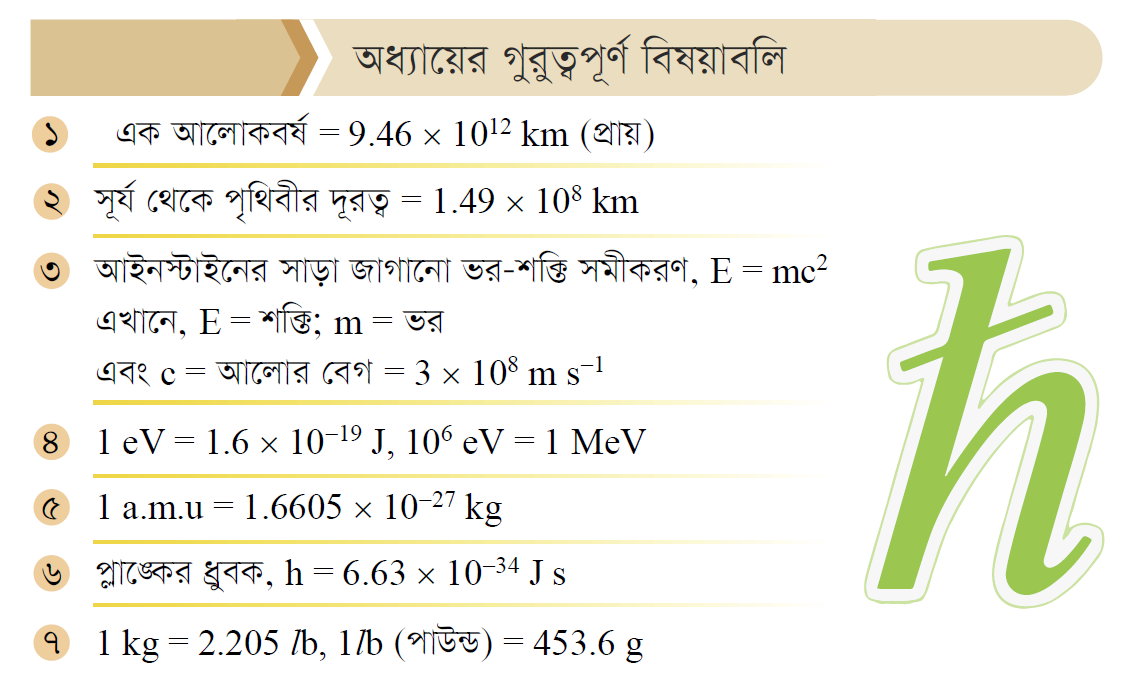 অধ্যায়ের গুরুত্বপূর্ণ বিষয়াবলি
১ এক আলোকবর্ষ = 9.46 × 10¹² km (প্রায়)
২ সূর্য থেকে পৃথিবীর দূরত্ব = 1.49 × 10⁸ km
৩ আইনস্টাইনের সাড়া জাগানো ভর-শক্তি সমীকরণ, E = mc²
এখানে, E = শক্তি; m = ভর
এবং c = আলোর বেগ = 3 × 10⁸ m s⁻¹
৪ 1 eV = 1.6 × 10⁻¹⁹ J, 10⁶ eV = 1 MeV
৫ 1 a.m.u = 1.6605 × 10⁻²⁷ kg
৬ প্লাঙ্কের ধ্রুবক, h = 6.63 × 10⁻³⁴ J s
৭ 1 kg = 2.205 lb, 1lb (পাউন্ড) = 453.6 g
ħ